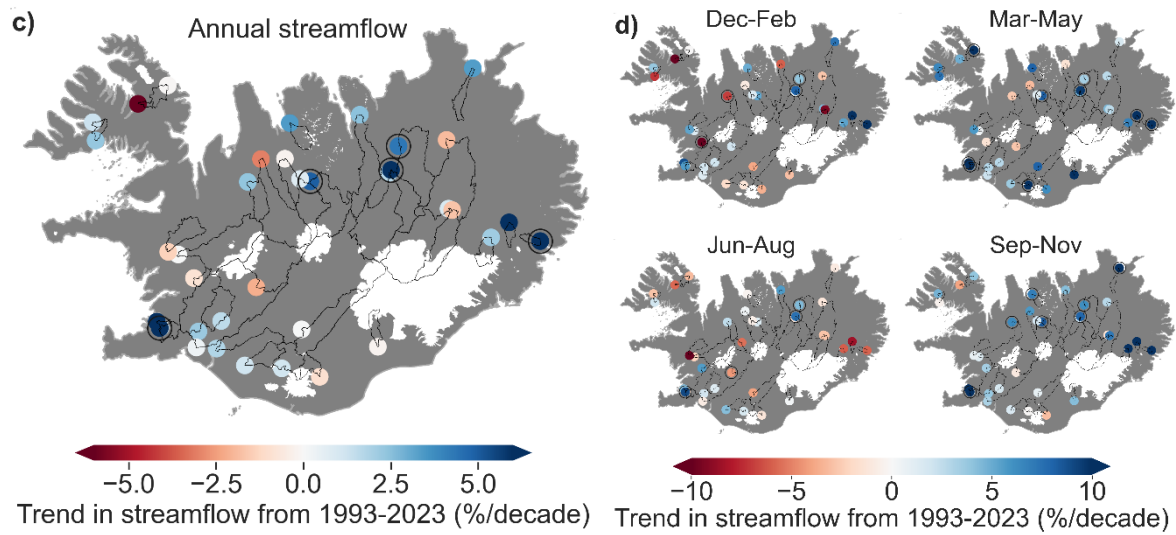 c)
Annual streamflow
−5.0 −2.5 0.0 2.5 5.0
Trend in streamflow from 1993-2023 (%/decade)
d)
Dec-Feb
Mar-May
Jun-Aug
Sep-Nov
−10 −5 0 5 10
Trend in streamflow from 1993-2023 (%/decade)